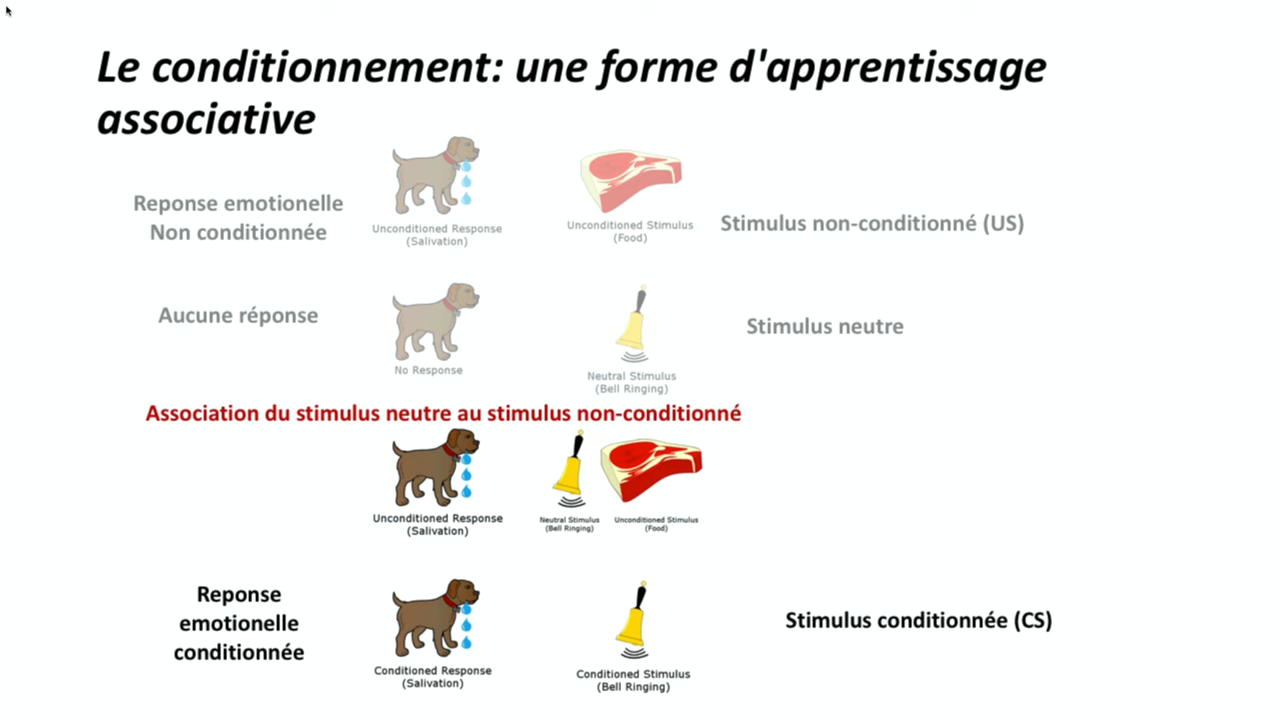 Le conditionnement: une forme d'apprentissage
associative
Reponse emotionelle
Non conditionnée
Unconditioned Response
(Salivation)
Unconditioned Stimulus
(Food)
Stimulus non-conditionné (US)
Aucune réponse
No Response
Neutral Stimulus
(Bell Ringing)
Stimulus neutre
Association du stimulus neutre au stimulus non-conditionné
Unconditioned Response
(Salivation)
Neutral Stimulus
(Bell Ringing)
Unconditioned Stimulus
(Food)
Reponse
emotionelle
conditionnée
Conditioned Response
(Salivation)
Conditioned Stimulus
(Bell Ringing)
Stimulus conditionnée (CS)